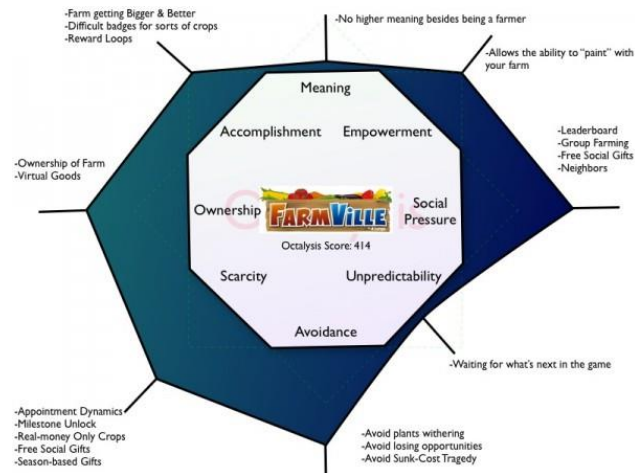 -Farm getting Bigger & Better
-Difficult badges for sorts of crops
-Reward Loops
-No higher meaning besides being a farmer
-Allows the ability to “paint” with
your farm
Meaning
Accomplishment
Empowerment
-Leaderboard
-Group Farming
-Free Social Gifts
-Neighbors
-Ownership of Farm
-Virtual Goods
Ownership
FARMVILLE
Social
Pressure
Octalysis Score: 414
Scarcity
Unpredictability
Avoidance
-Waiting for what's next in the game
-Appointment Dynamics
-Milestone Unlock
-Real-money Only Crops
-Free Social Gifts
-Season-based Gifts
-Avoid plants withering
-Avoid losing opportunities
-Avoid Sunk-Cost Tragedy